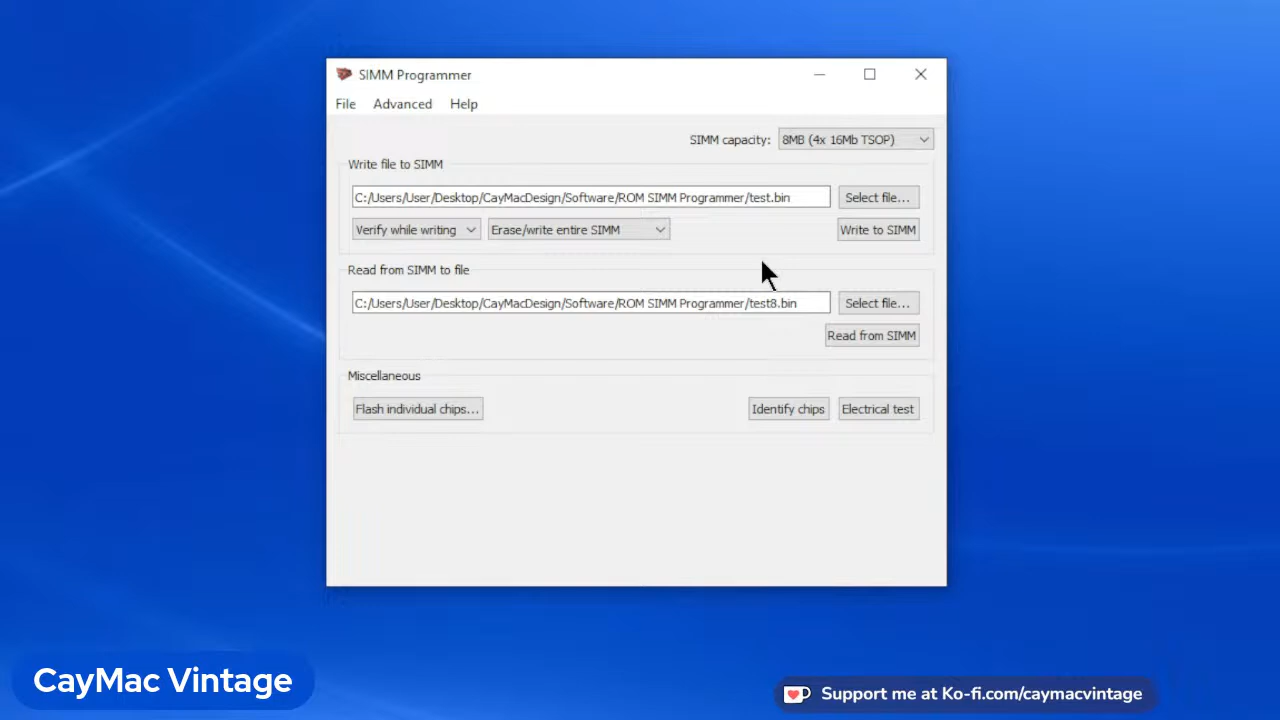 SIMM Programmer
File Advanced Help
SIMM capacity: 8MB (4x 16Mb TSOP)
Write file to SIMM
C:/Users/User/Desktop/CayMacDesign/Software/ROM SIMM Programmer/test.bin Select file...
Verify while writing Erase/write entire SIMM Write to SIMM
Read from SIMM to file
C:/Users/User/Desktop/CayMacDesign/Software/ROM SIMM Programmer/test8.bin Select file...
Read from SIMM
Miscellaneous
Flash individual chips... Identify chips Electrical test
CayMac Vintage
Support me at Ko-fi.com/caymacvintage